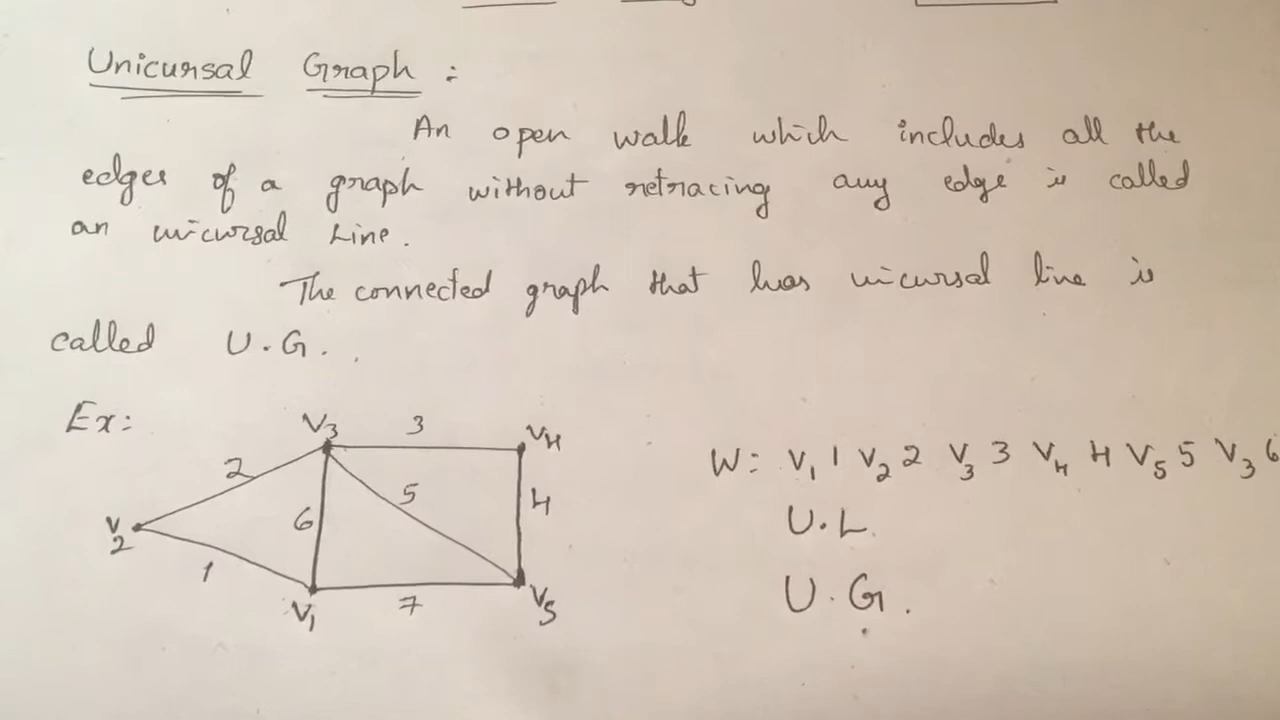 Unicursal Graph :
An open walk which includes all the
edges of a graph without retracing any edge is called
an unicursal Line.
The connected graph that has unicursal line is
called U.G.
Ex:
V3 3 V4
2 5 4
6
V2
1
V1 7 V5
W: V1 1 V2 2 V3 3 V4 4 V5 5 V3 6
U.L.
U.G.